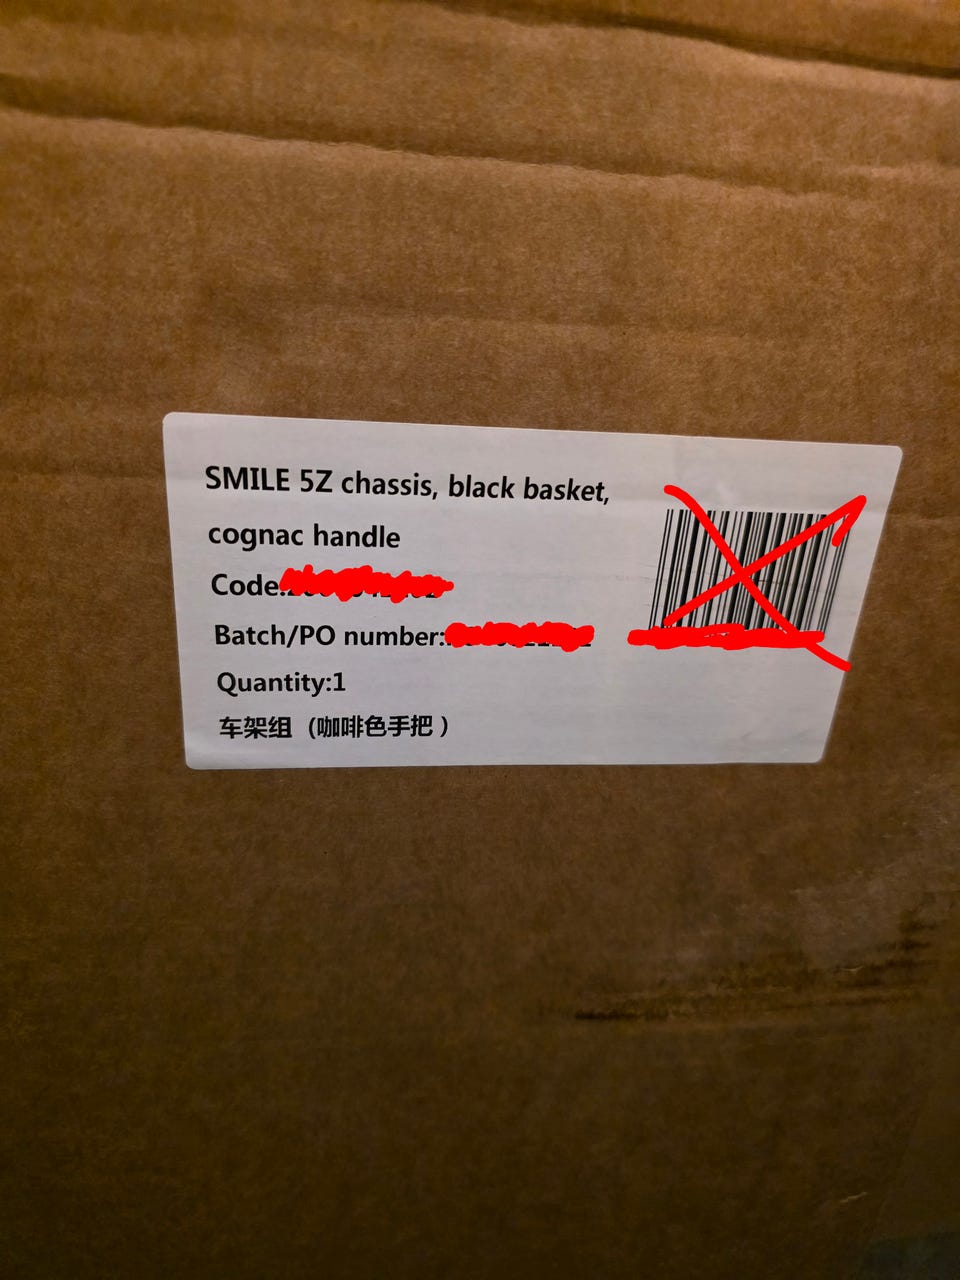 SMILE 5Z chassis, black basket,
cognac handle
Code:
Batch/PO number:
Quantity:1
车架组（咖啡色手把）